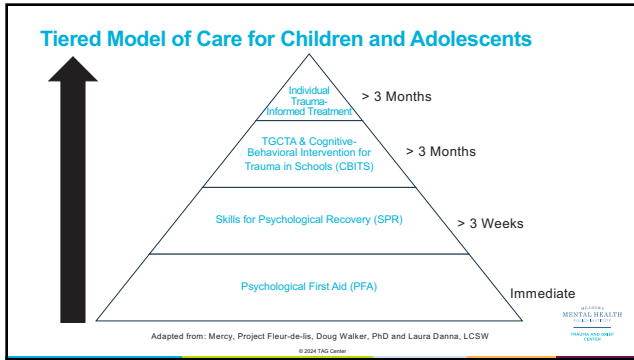 Tiered Model of Care for Children and Adolescents
Individual
Trauma-
Informed Treatment
> 3 Months
TGCTA & Cognitive-
Behavioral Intervention for
Trauma in Schools (CBITS)
> 3 Months
Skills for Psychological Recovery (SPR)
> 3 Weeks
Psychological First Aid (PFA)
Immediate
MEADOWS
MENTAL HEALTH
POLICY INSTITUTE
TRAUMA AND GRIEF
CENTER
Adapted from: Mercy, Project Fleur-de-lis, Doug Walker, PhD and Laura Danna, LCSW
© 2024 TAG Center